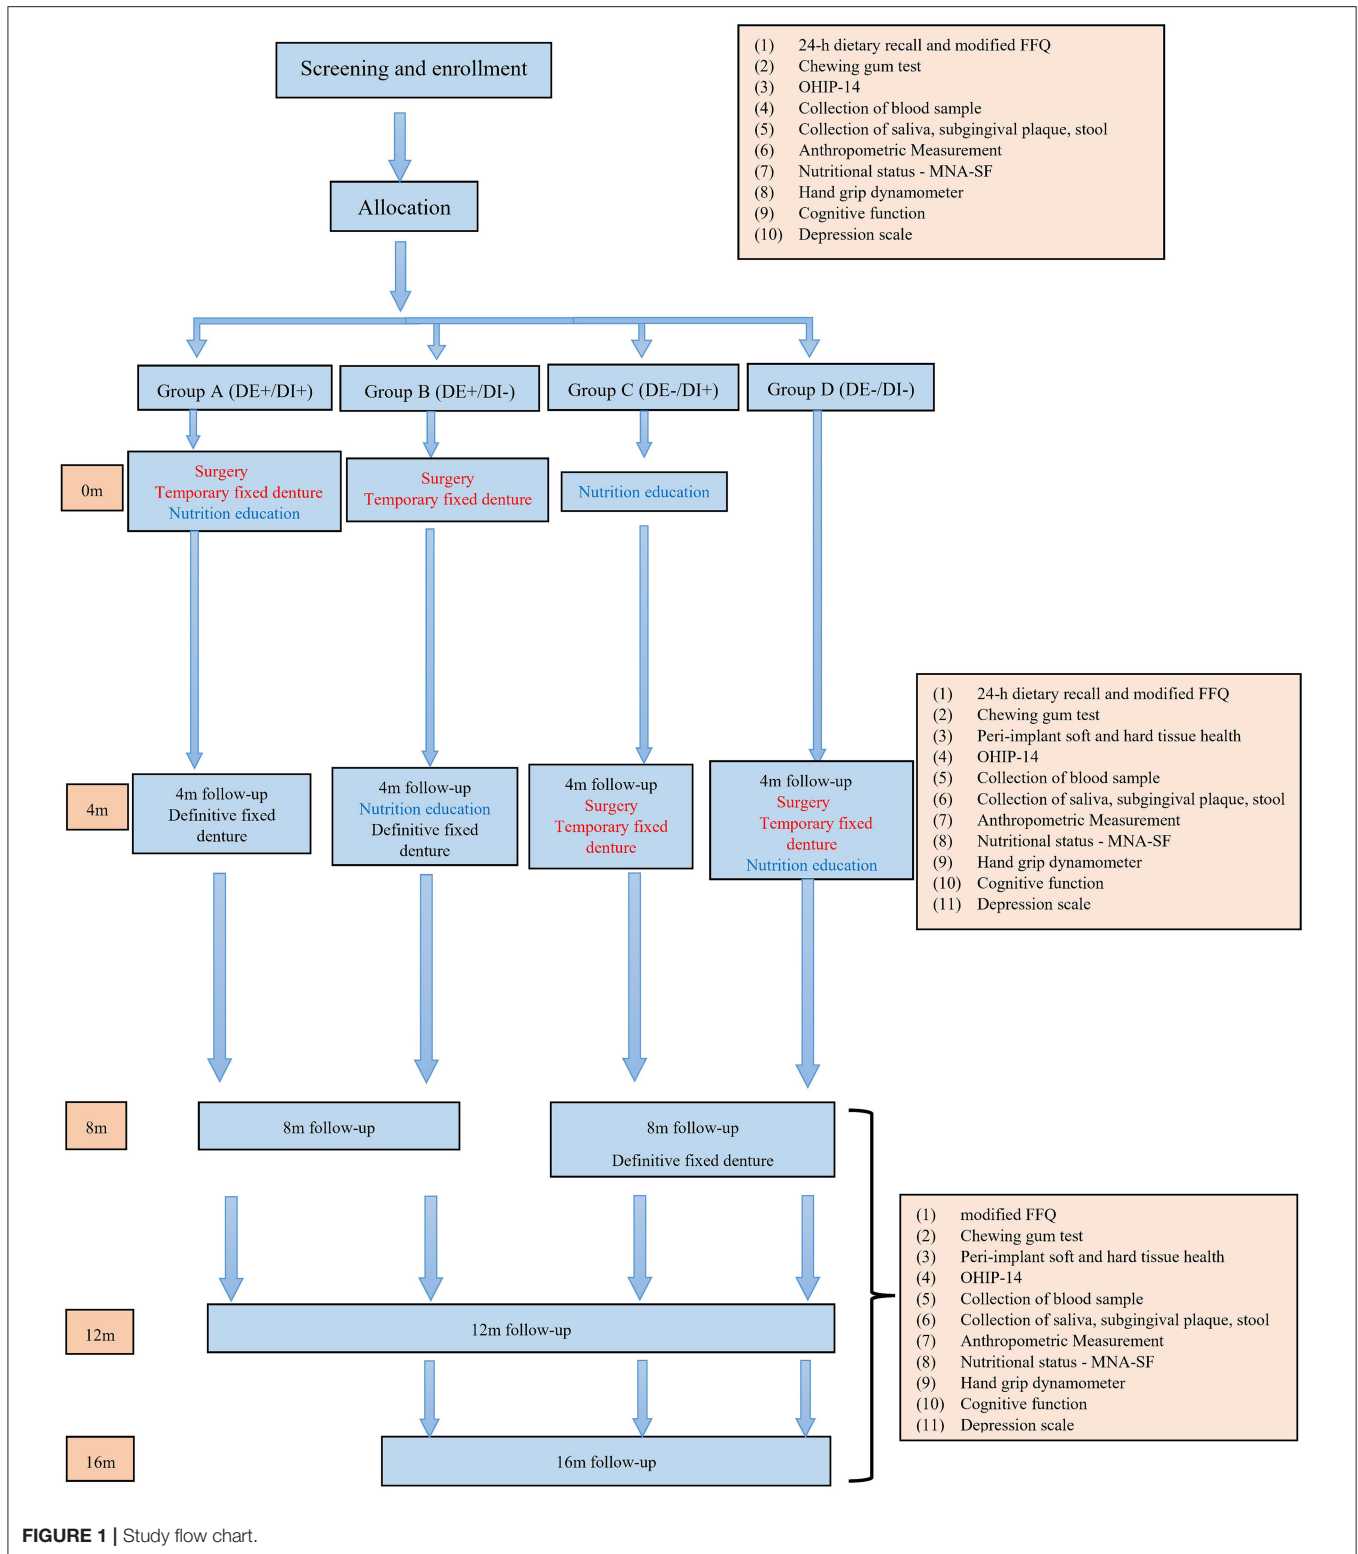 Screening and enrollment
(1) 24-h dietary recall and modified FFQ
(2) Chewing gum test
(3) OHIP-14
(4) Collection of blood sample
(5) Collection of saliva, subgingival plaque, stool
(6) Anthropometric Measurement
(7) Nutritional status - MNA-SF
(8) Hand grip dynamometer
(9) Cognitive function
(10) Depression scale
Allocation
Group A (DE+/DI+)
Group B (DE+/DI-)
Group C (DE-/DI+)
Group D (DE-/DI-)
0m
Surgery
Temporary fixed denture
Nutrition education
Surgery
Temporary fixed denture
Nutrition education
4m
4m follow-up
Definitive fixed
denture
4m follow-up
Nutrition education
Definitive fixed
denture
4m follow-up
Surgery
Temporary fixed
denture
4m follow-up
Surgery
Temporary fixed
denture
Nutrition education
(1) 24-h dietary recall and modified FFQ
(2) Chewing gum test
(3) Peri-implant soft and hard tissue health
(4) OHIP-14
(5) Collection of blood sample
(6) Collection of saliva, subgingival plaque, stool
(7) Anthropometric Measurement
(8) Nutritional status - MNA-SF
(9) Hand grip dynamometer
(10) Cognitive function
(11) Depression scale
8m
8m follow-up
8m follow-up
Definitive fixed denture
(1) modified FFQ
(2) Chewing gum test
(3) Peri-implant soft and hard tissue health
(4) OHIP-14
(5) Collection of blood sample
(6) Collection of saliva, subgingival plaque, stool
(7) Anthropometric Measurement
(8) Nutritional status - MNA-SF
(9) Hand grip dynamometer
(10) Cognitive function
(11) Depression scale
12m
12m follow-up
16m
16m follow-up
FIGURE 1 | Study flow chart.